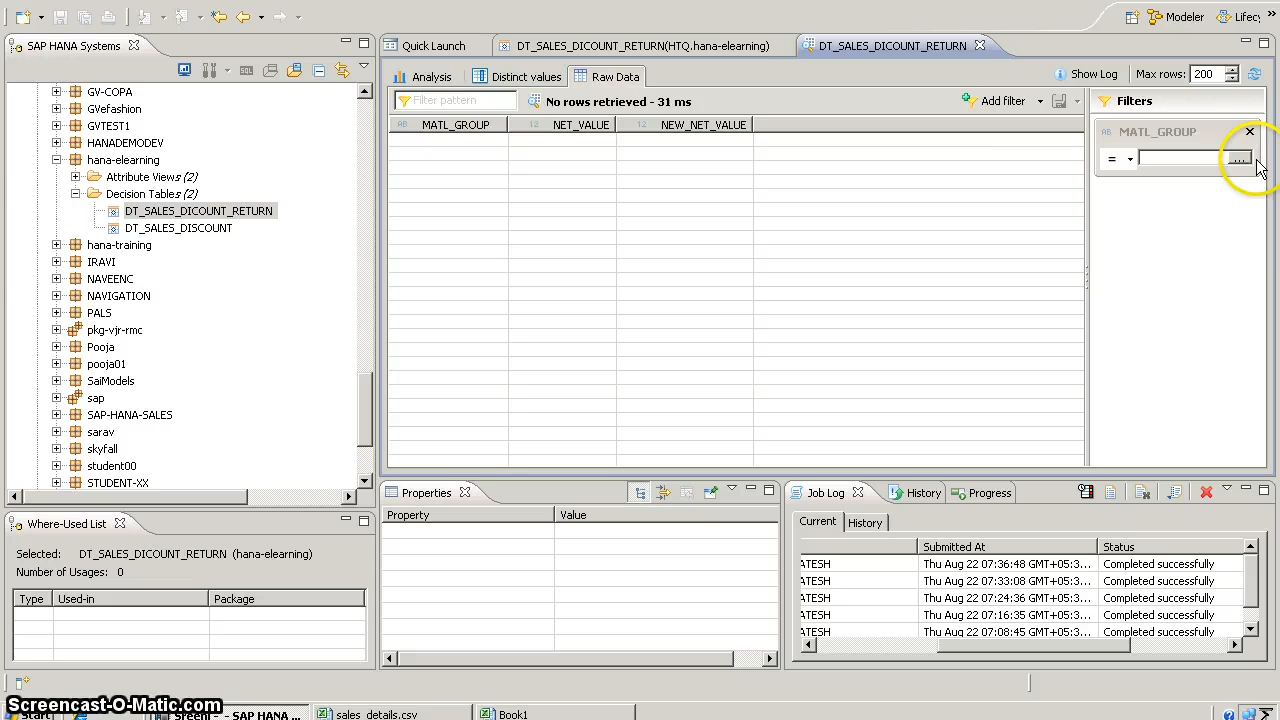 Modeler
Lifec
SAP HANA Systems
GV-COPA
GVefashion
GVTEST1
HANADEMODEV
hana-elearning
Attribute Views (2)
Decision Tables (2)
DT_SALES_DICOUNT_RETURN
DT_SALES_DISCOUNT
hana-training
IRAVI
NAVEENC
NAVIGATION
PALS
pkg-vjr-rmc
Pooja
pooja01
SaiModels
sap
SAP-HANA-SALES
sarav
skyfall
student00
STUDENT-XX
Where-Used List
Selected: DT_SALES_DICOUNT_RETURN (hana-elearning)
Number of Usages: 0
Type Used-in Package
Quick Launch DT_SALES_DICOUNT_RETURN(HTQ.hana-elearning) DT_SALES_DICOUNT_RETURN
Analysis Distinct values Raw Data Show Log Max rows: 200
Filter pattern No rows retrieved - 31 ms Add filter
AB MATL_GROUP 12 NET_VALUE 12 NEW_NET_VALUE
Filters
AB MATL_GROUP
= ...
Properties
Property Value
Job Log History Progress
Current History
Submitted At Status
ATESH Thu Aug 22 07:36:48 GMT+05:3... Completed successfully
ATESH Thu Aug 22 07:33:08 GMT+05:3... Completed successfully
ATESH Thu Aug 22 07:24:36 GMT+05:3... Completed successfully
ATESH Thu Aug 22 07:16:35 GMT+05:3... Completed successfully
ATESH Thu Aug 22 07:08:45 GMT+05:3... Completed successfully
Screencast-O-Matic.com
Start - SAP HANA sales_details.csv Book1